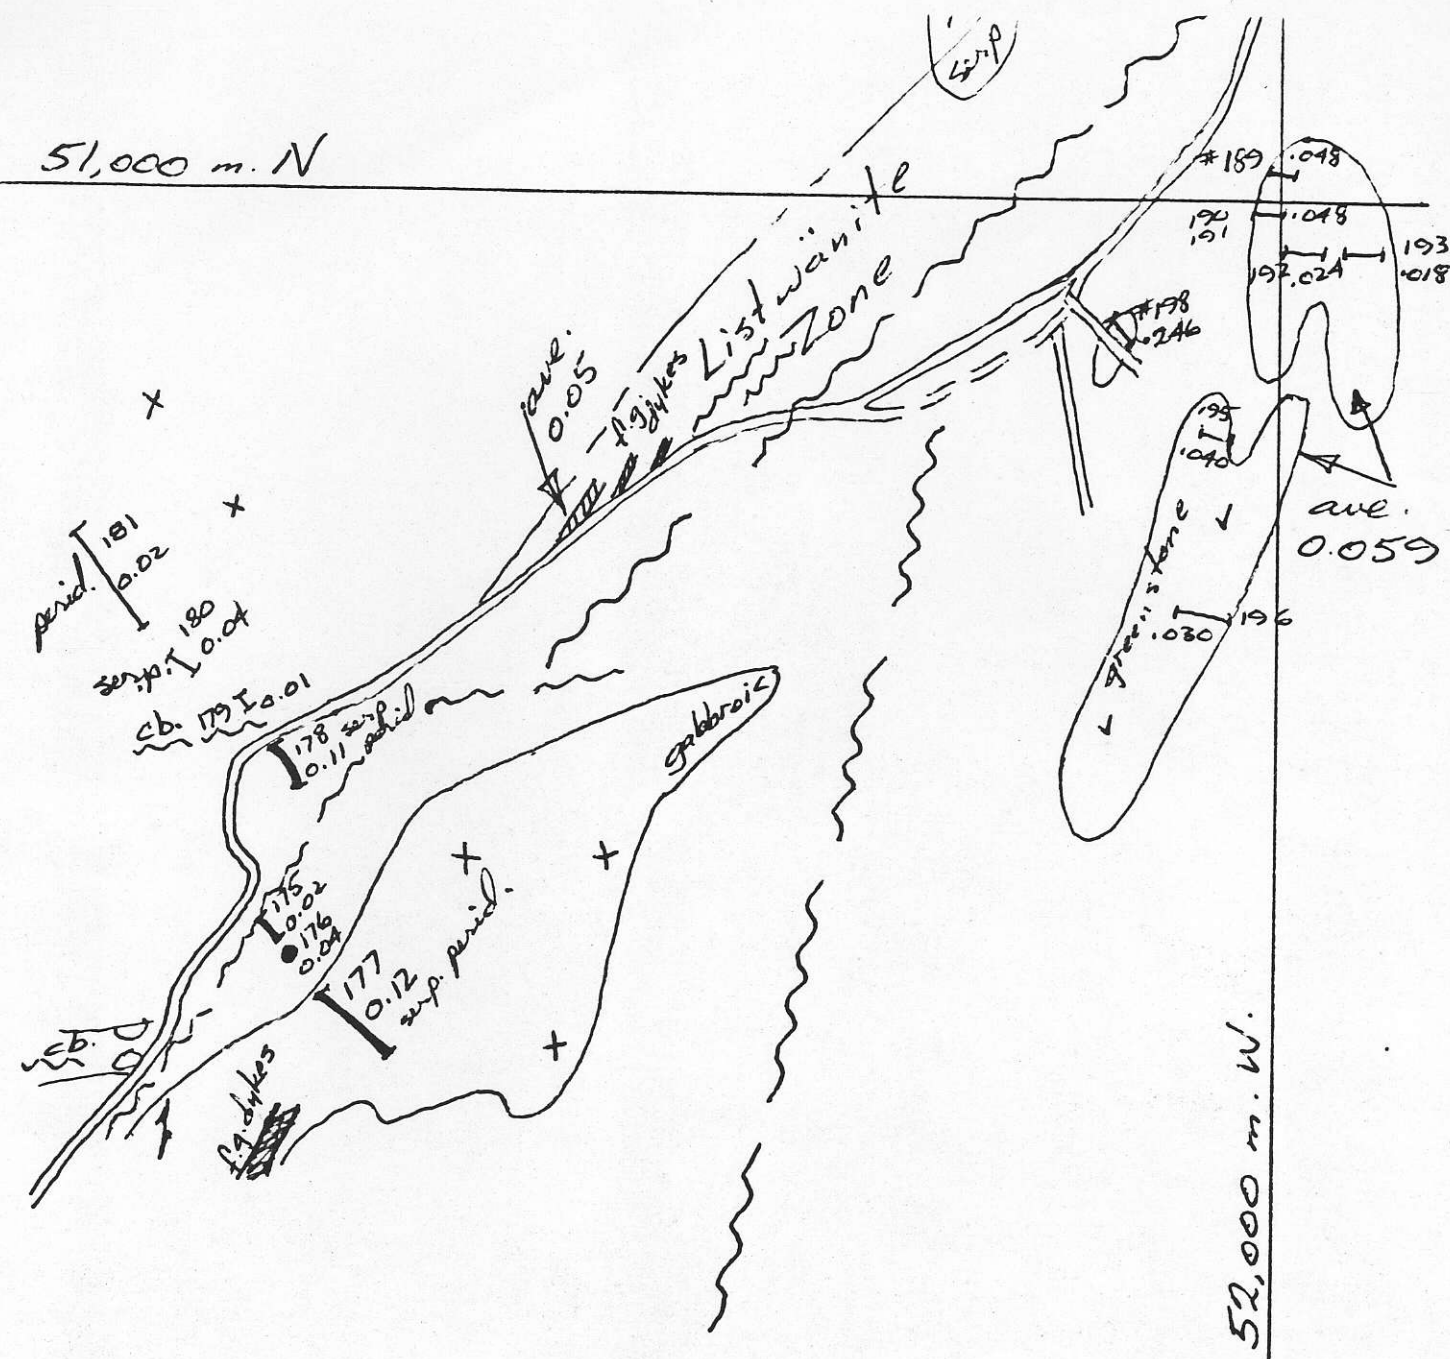 serp
51,000 m. N
#189 .048
190 .048
191
192 .024
193
.018
Listwänite
Zone
f.g. dykes
ave.
0.05
#198
.246
195
.040
ave.
0.059
greenstone
196
.030
perid. 181
0.02
serp. 180
0.04
cb. 179 0.01
178 serp
0.11 perid
gabbroic
175
0.02
176
0.04
177
0.12
serp. perid.
cb.
f.g. dykes
52,000 m. W.